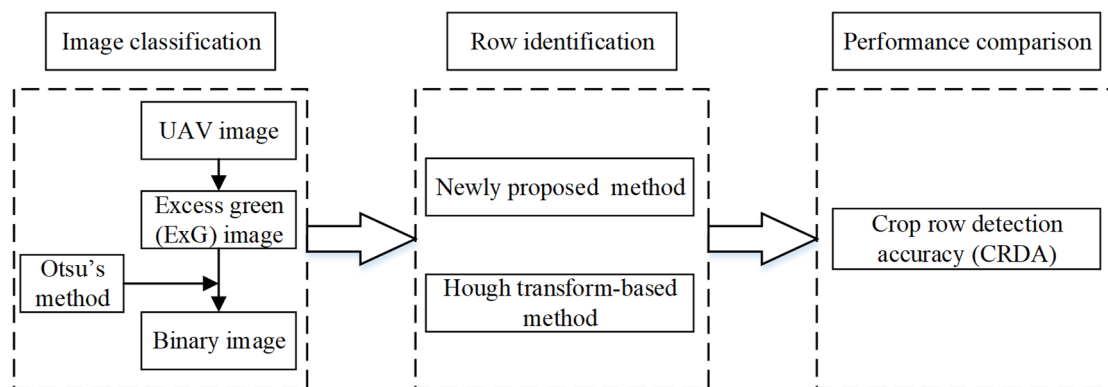 Image classification
UAV image
Excess green
(ExG) image
Otsu's
method
Binary image
Row identification
Newly proposed method
Hough transform-based
method
Performance comparison
Crop row detection
accuracy (CRDA)